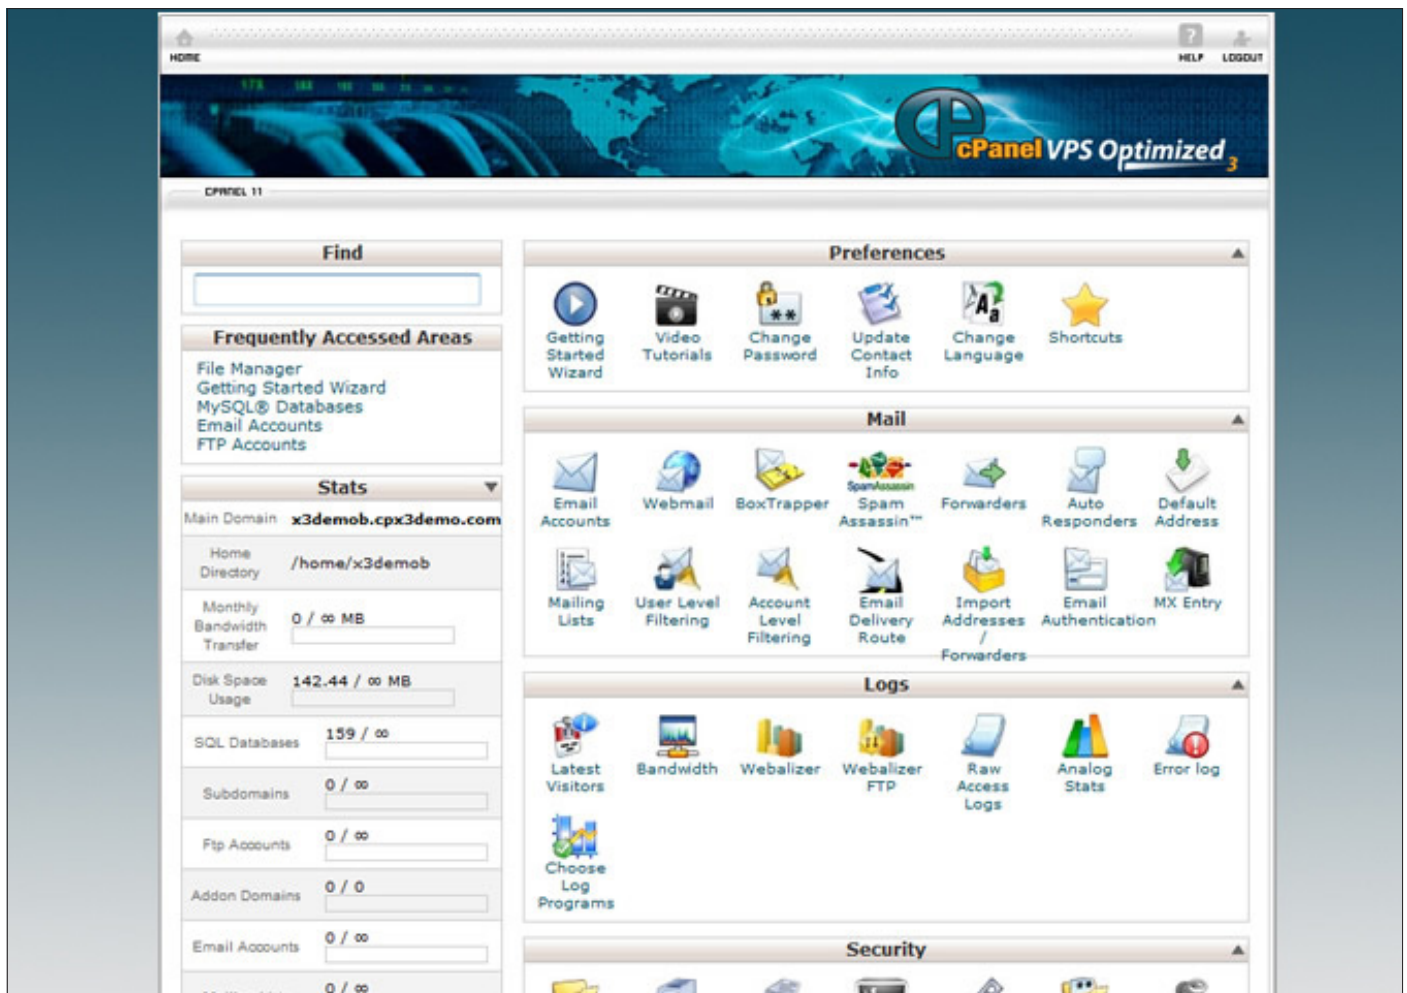 HOME
HELP
LOGOUT
cPanel VPS Optimized 3
CPANEL 11
Find
Frequently Accessed Areas
File Manager
Getting Started Wizard
MySQL® Databases
Email Accounts
FTP Accounts
Stats
Main Domain x3demob.cpx3demo.com
Home
Directory
/home/x3demob
Monthly
Bandwidth
Transfer
0 / ∞ MB
Disk Space
Usage
142.44 / ∞ MB
SQL Databases
159 / ∞
Subdomains
0 / ∞
Ftp Accounts
0 / ∞
Addon Domains
0 / 0
Email Accounts
0 / ∞
0 / ∞
Preferences
Getting
Started
Wizard
Video
Tutorials
Change
Password
Update
Contact
Info
Change
Language
Shortcuts
Mail
Email
Accounts
Webmail
BoxTrapper
SpamAssassin
Spam
Assassin™
Forwarders
Auto
Responders
Default
Address
Mailing
Lists
User Level
Filtering
Account
Level
Filtering
Email
Delivery
Route
Import
Addresses
/
Forwarders
Email
Authentication
MX Entry
Logs
Latest
Visitors
Bandwidth
Webalizer
Webalizer
FTP
Raw
Access
Logs
Analog
Stats
Error log
Choose
Log
Programs
Security